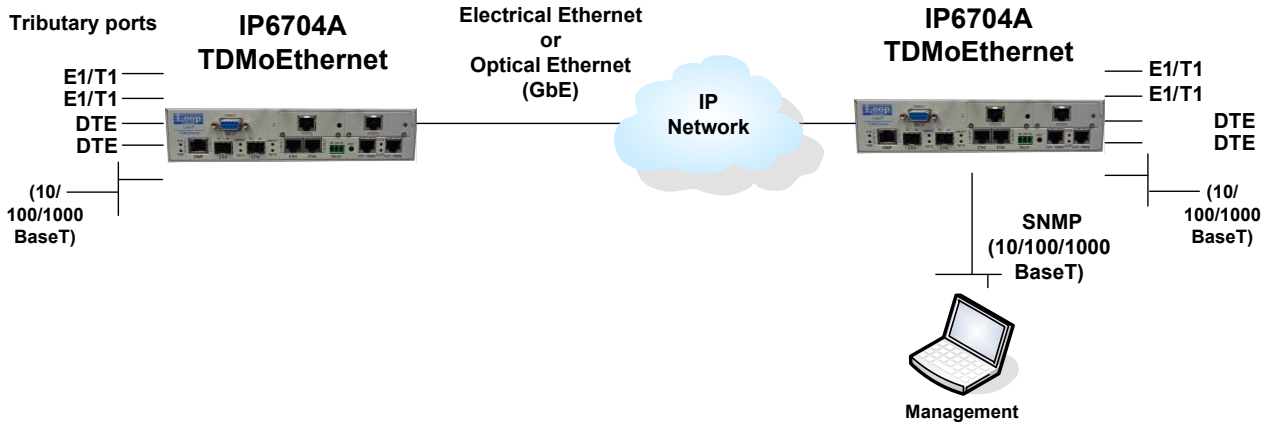 Tributary ports
IP6704A
TDMoEthernet
Electrical Ethernet
or
Optical Ethernet
(GbE)
IP6704A
TDMoEthernet
E1/T1
E1/T1
DTE
DTE
(10/
100/1000
BaseT)
Loop
IP
Network
Loop
E1/T1
E1/T1
DTE
DTE
(10/
100/1000
BaseT)
SNMP
(10/100/1000
BaseT)
Management